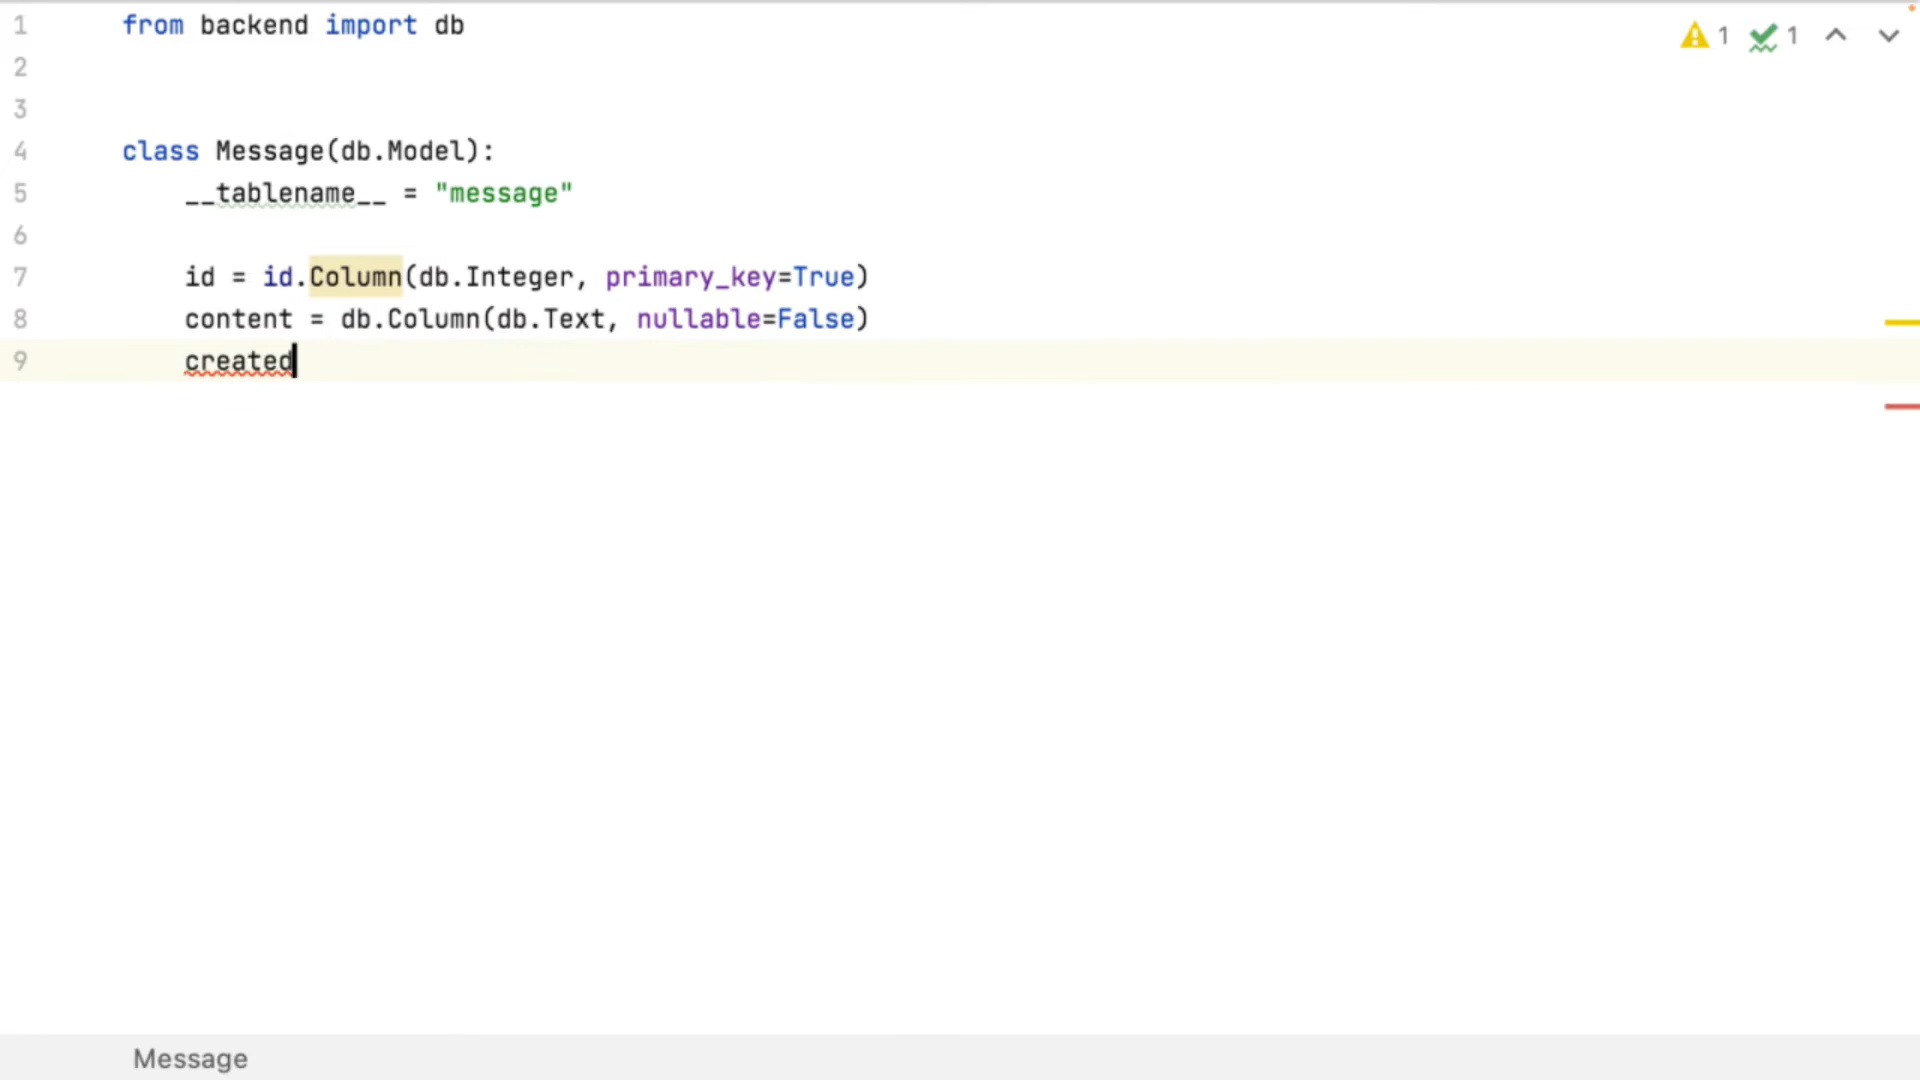 1 from backend import db
1 1
2
3
4 class Message(db.Model):
5 __tablename__ = "message"
6
7 id = id.Column(db.Integer, primary_key=True)
8 content = db.Column(db.Text, nullable=False)
9 created
Message